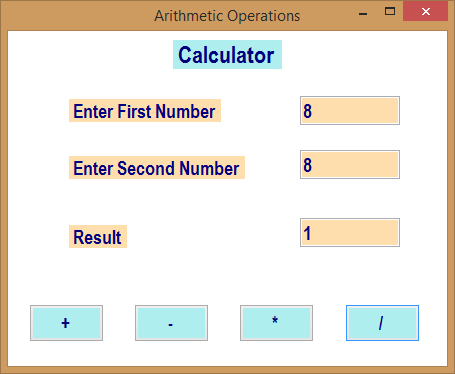 Arithmetic Operations
Calculator
Enter First Number 8
Enter Second Number 8
Result 1
+ - * /